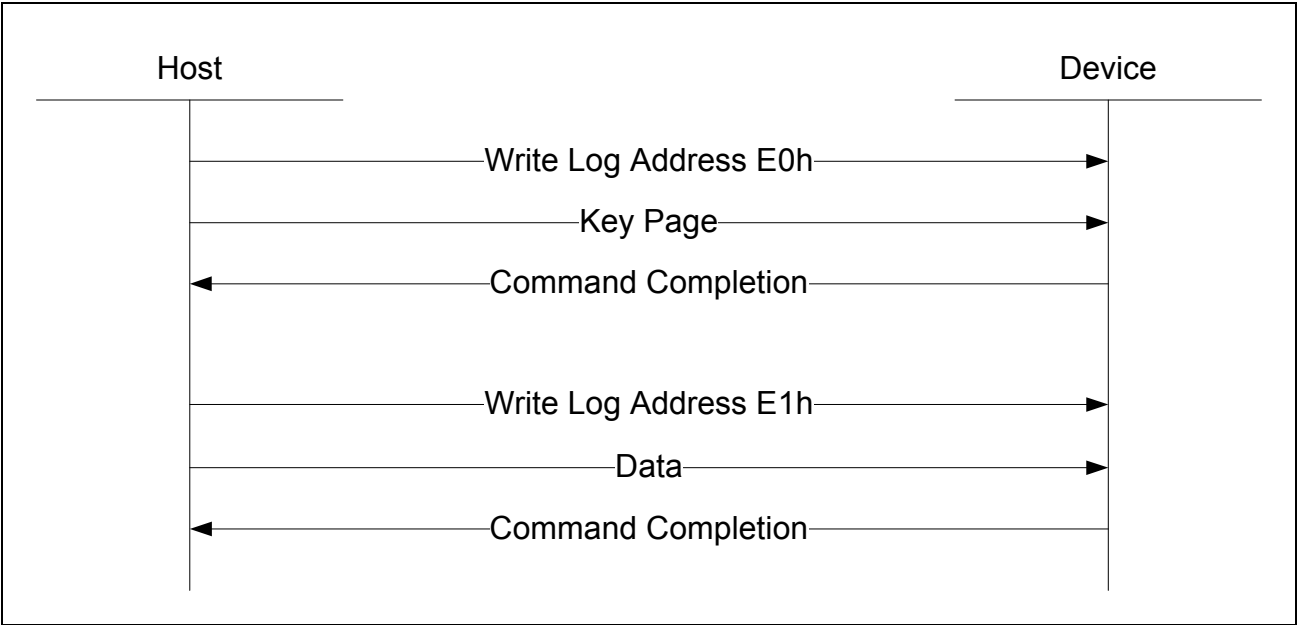 Host
Device
Write Log Address E0h
Key Page
Command Completion
Write Log Address E1h
Data
Command Completion